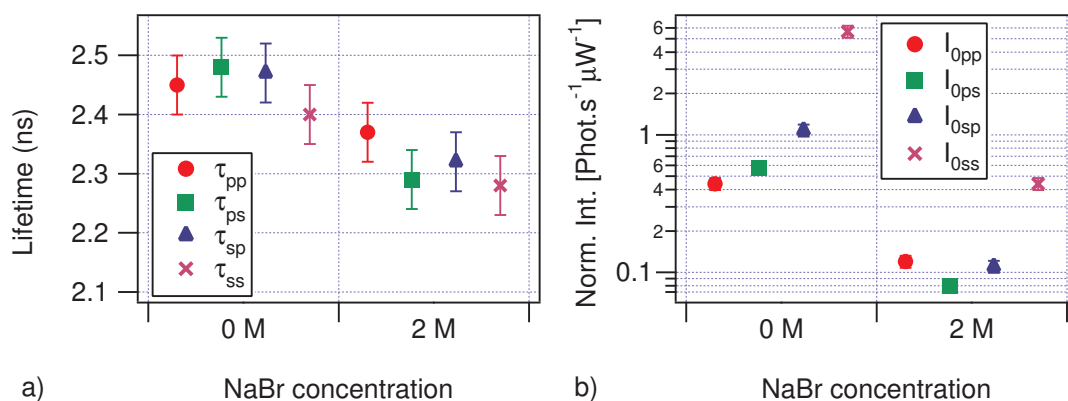 Lifetime (ns)
2.5
2.4
2.3
2.2
2.1
τpp
τps
τsp
τss
0 M
2 M
NaBr concentration
a)
Norm. Int. [Phot.s⁻¹μW⁻¹]
6
4
2
1
6
4
2
0.1
I0pp
I0ps
I0sp
I0ss
0 M
2 M
NaBr concentration
b)